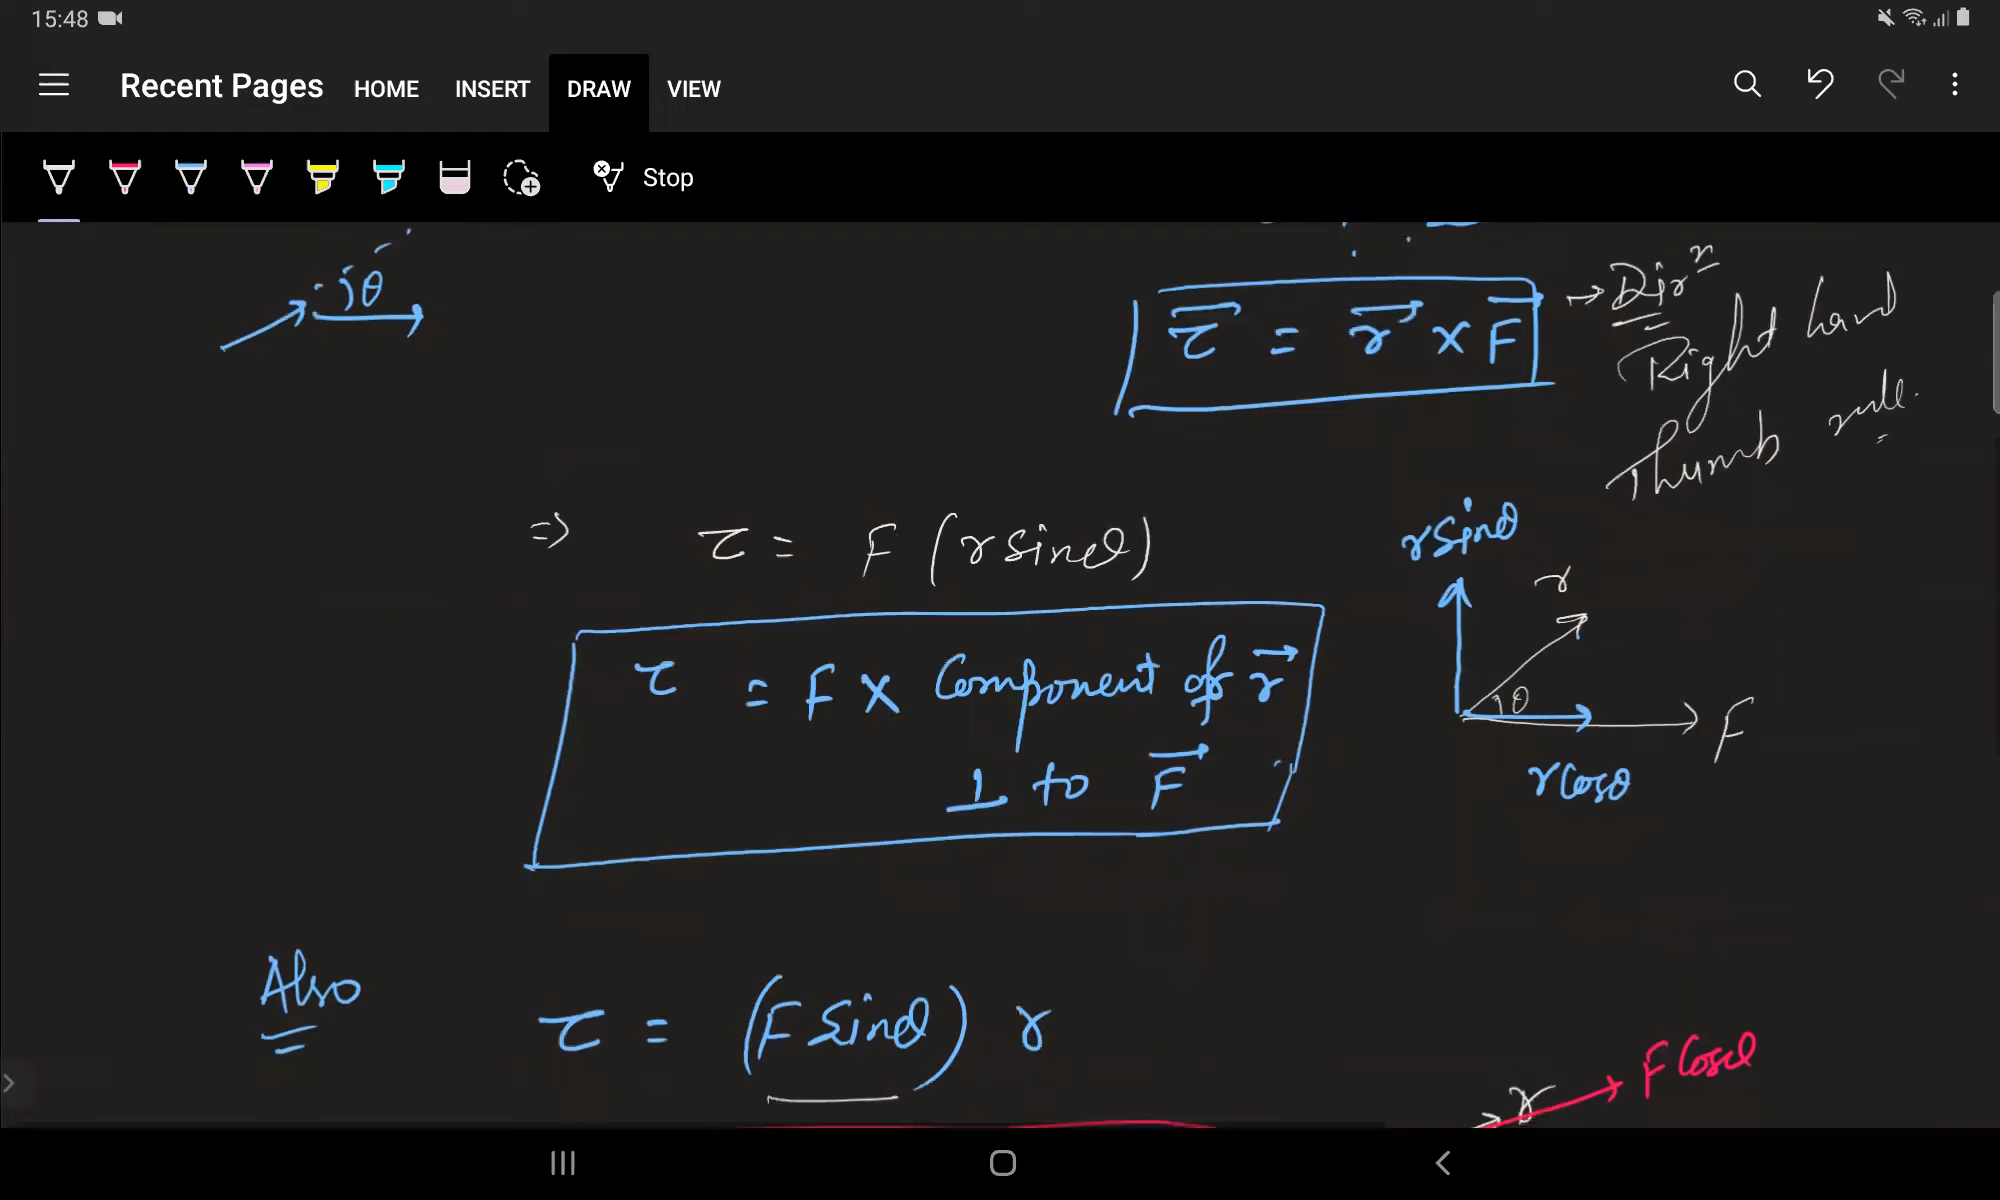 15:48
Recent Pages HOME INSERT DRAW VIEW
Stop
θ
τ = r × F
→ Dirⁿ
Right hand
Thumb rule.
⇒ τ = F (r sinθ)
r sinθ
r
θ
F
r cosθ
τ = F × Component of r
⊥ to F
Also
τ = (F sinθ) r
r
F cosθ